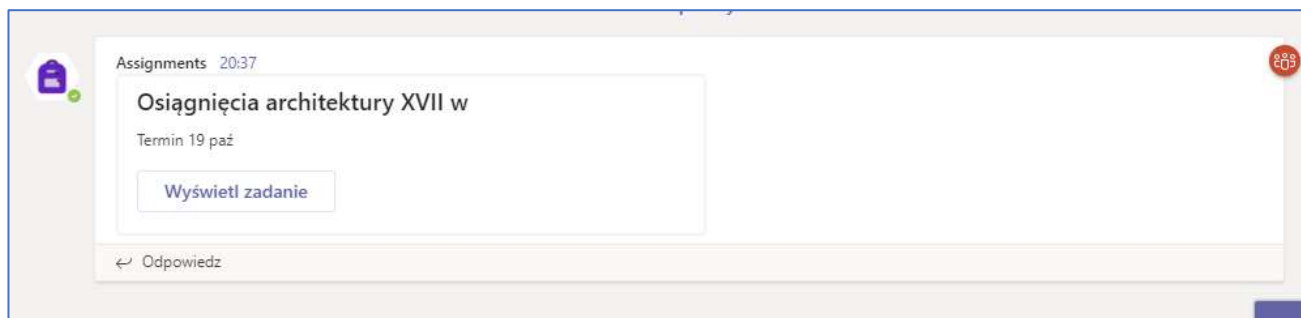 Assignments 20:37
Osiągnięcia architektury XVII w
Termin 19 paź
Wyświetl zadanie
Odpowiedz